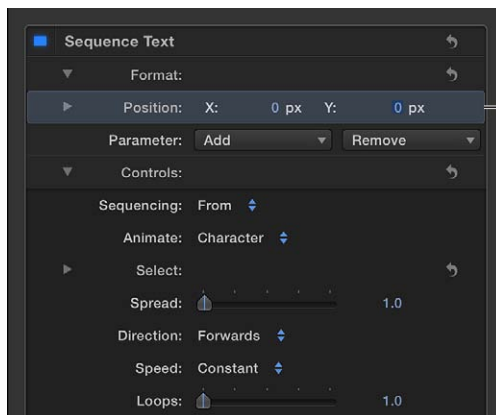 Sequence Text
Format:
Position: X: 0 px Y: 0 px
Parameter: Add Remove
Controls:
Sequencing: From
Animate: Character
Select:
Spread: 1.0
Direction: Forwards
Speed: Constant
Loops: 1.0